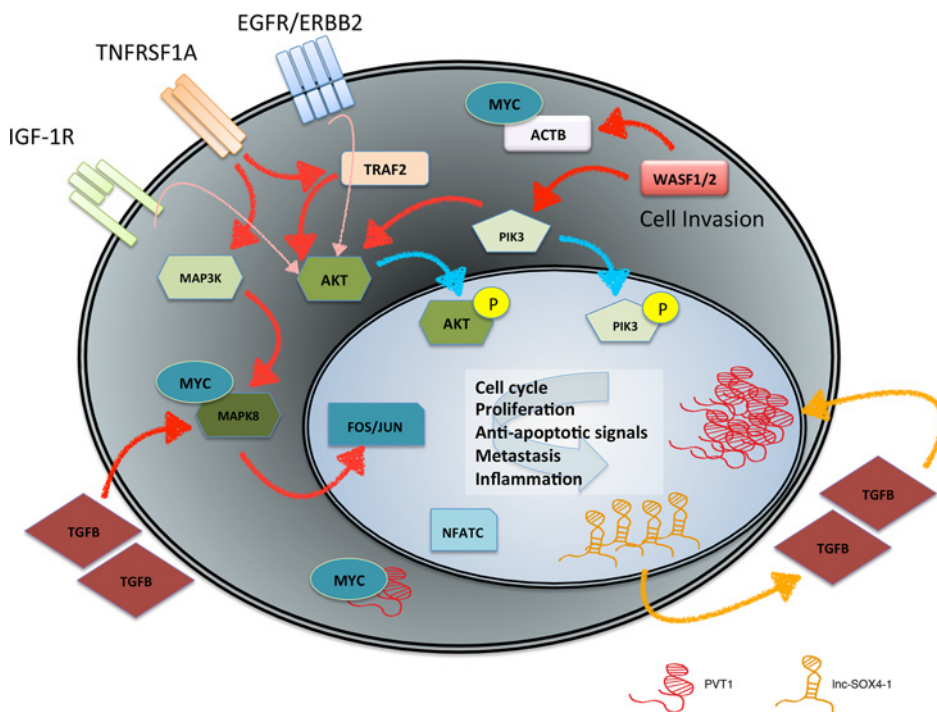 EGFR/ERBB2
TNFRSF1A
IGF-1R
MYC
ACTB
TRAF2
WASF1/2
Cell Invasion
PIK3
MAP3K
AKT
AKT
P
PIK3
P
MYC
MAPK8
FOS/JUN
Cell cycle
Proliferation
Anti-apoptotic signals
Metastasis
Inflammation
TGFB
TGFB
NFATC
MYC
TGFB
TGFB
PVT1
lnc-SOX4-1